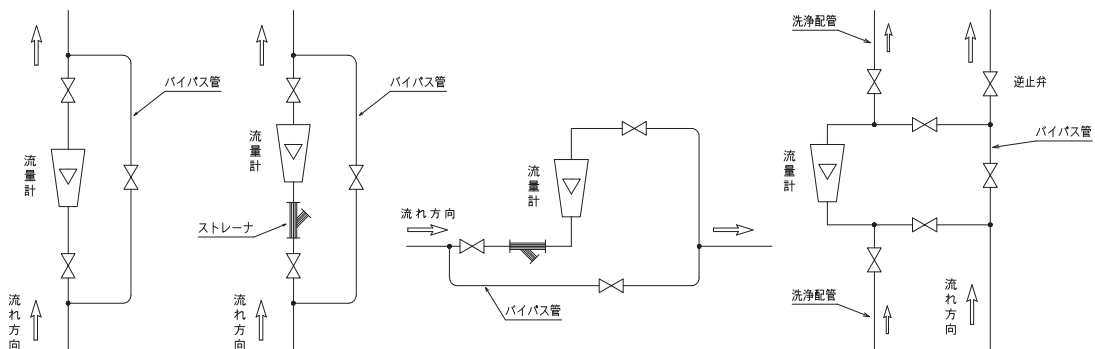 バイパス管
流量計
流れ方向
バイパス管
流量計
ストレーナ
流れ方向
流量計
流れ方向
バイパス管
洗浄配管
逆止弁
バイパス管
流量計
洗浄配管
流れ方向